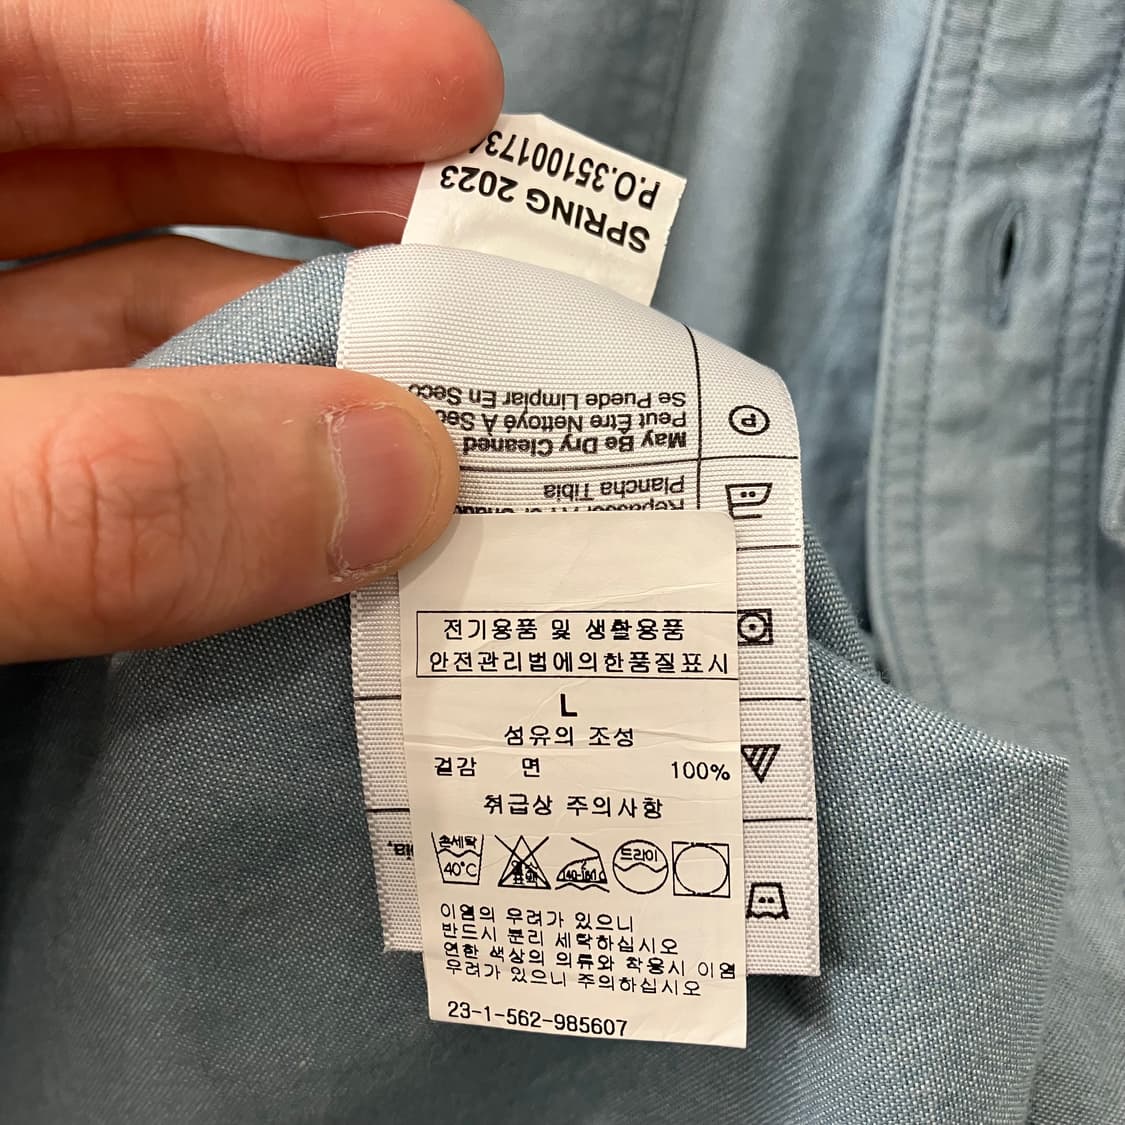 P.O.351001734
SPRING 2023
Se Puede Limpiar En Seco
Peut Être Nettoyé À Sec
May Be Dry Cleaned
Plancha Tibia
Repasser À
P
전기용품 및 생활용품
안전관리법에의한품질표시
L
섬유의 조성
겉감 면 100%
취급상 주의사항
손세탁
40°C
140-160°C
드라이
이염의 우려가 있으니
반드시 분리 세탁하십시오
연한 색상의 의류와 착용시 이염
우려가 있으니 주의하십시오
23-1-562-985607